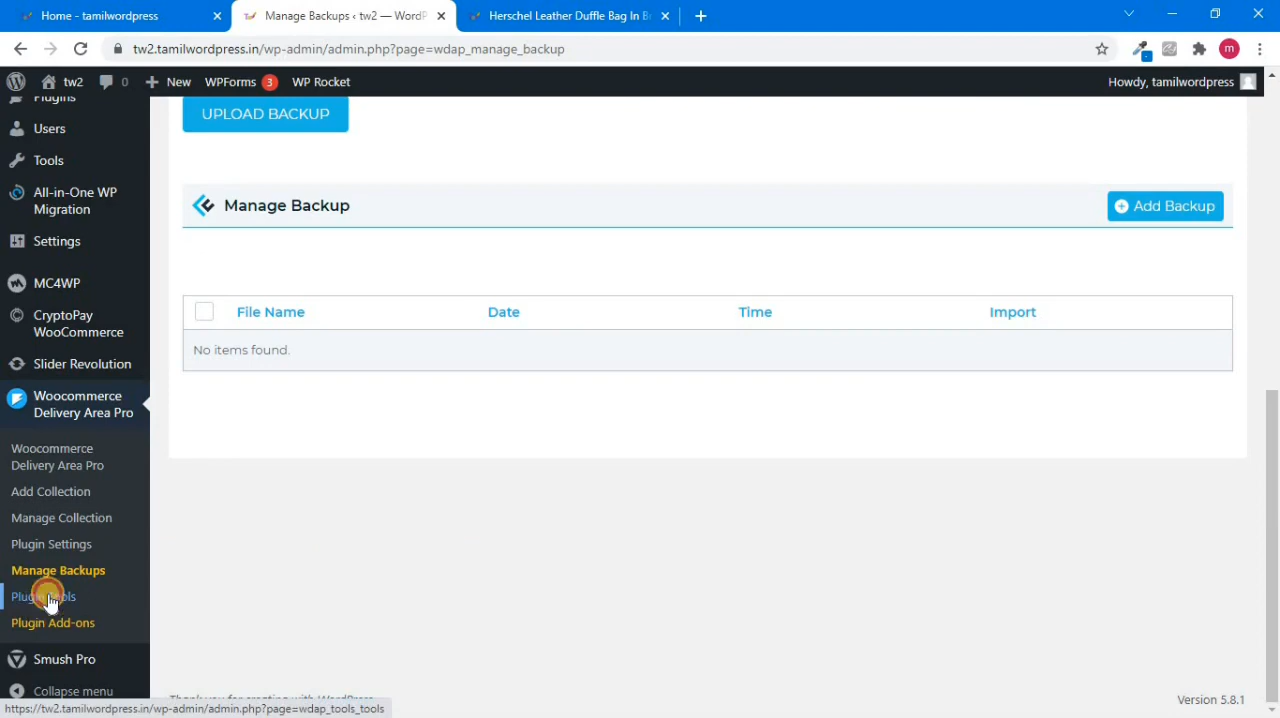 Home - tamilwordpress
Manage Backups ‹ tw2 — WordP
Herschel Leather Duffle Bag In Br
tw2.tamilwordpress.in/wp-admin/admin.php?page=wdap_manage_backup
m
tw2
0
New
WPForms 3
WP Rocket
Howdy, tamilwordpress
Plugins
Users
Tools
All-in-One WP
Migration
Settings
MC4WP
CryptoPay
WooCommerce
Slider Revolution
Woocommerce
Delivery Area Pro
Woocommerce
Delivery Area Pro
Add Collection
Manage Collection
Plugin Settings
Manage Backups
Plugin Tools
Plugin Add-ons
Smush Pro
Collapse menu
UPLOAD BACKUP
Manage Backup
Add Backup
File Name
Date
Time
Import
No items found.
Thank you for creating with WordPress.
Version 5.8.1
https://tw2.tamilwordpress.in/wp-admin/admin.php?page=wdap_tools_tools